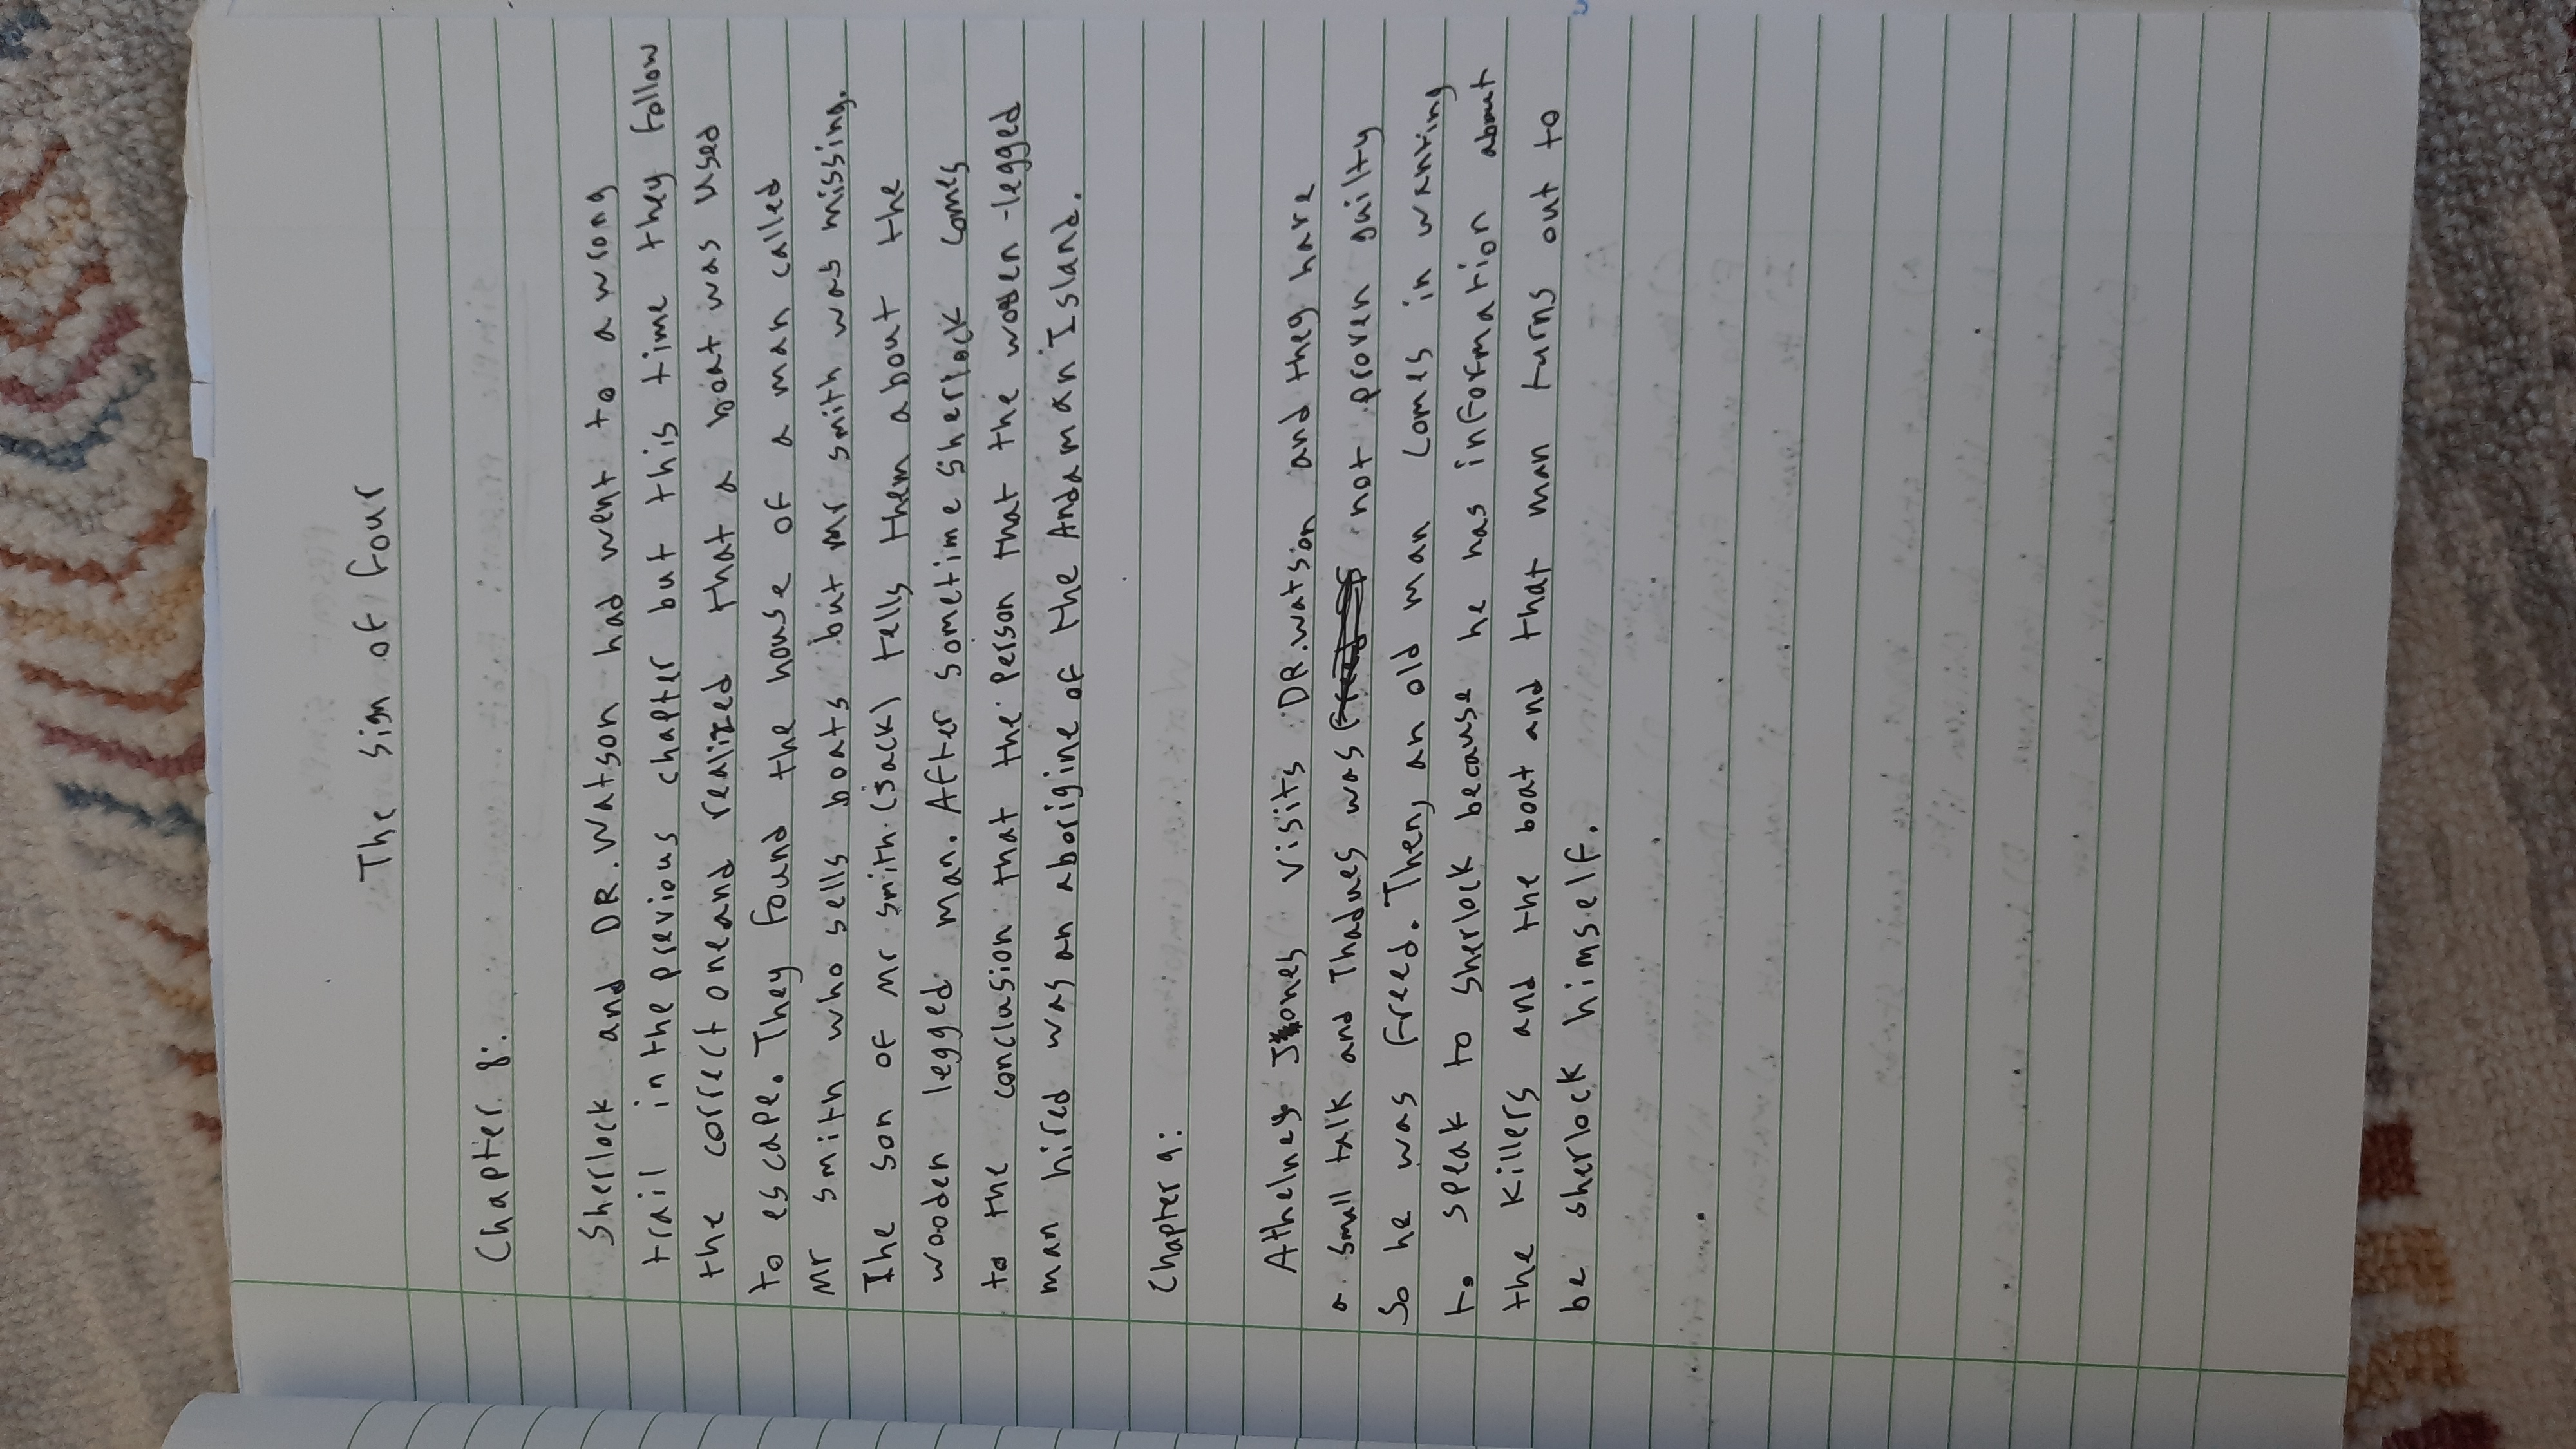 The sign of four
Chapter 8:
Sherlock and DR. Watson had went to a wrong
trail in the previous chapter but this time they follow
the correct one and realized that a boat was used
to escape. They found the house of a man called
Mr smith who sells boats but Mr smith was missing.
The son of Mr smith (Jack) tells them about the
wooden legged man. After sometime Sherlock comes
to the conclusion that the person that the wooden-legged
man hired was an aborigine of the Andaman Island.
Chapter 9:
Athelney Jones visits DR. watson and they have
a small talk and Thadues was not proven guilty
So he was freed. Then, an old man comes in wanting
to speak to Sherlock because he has information about
the killers and the boat and that man turns out to
be sherlock himself.